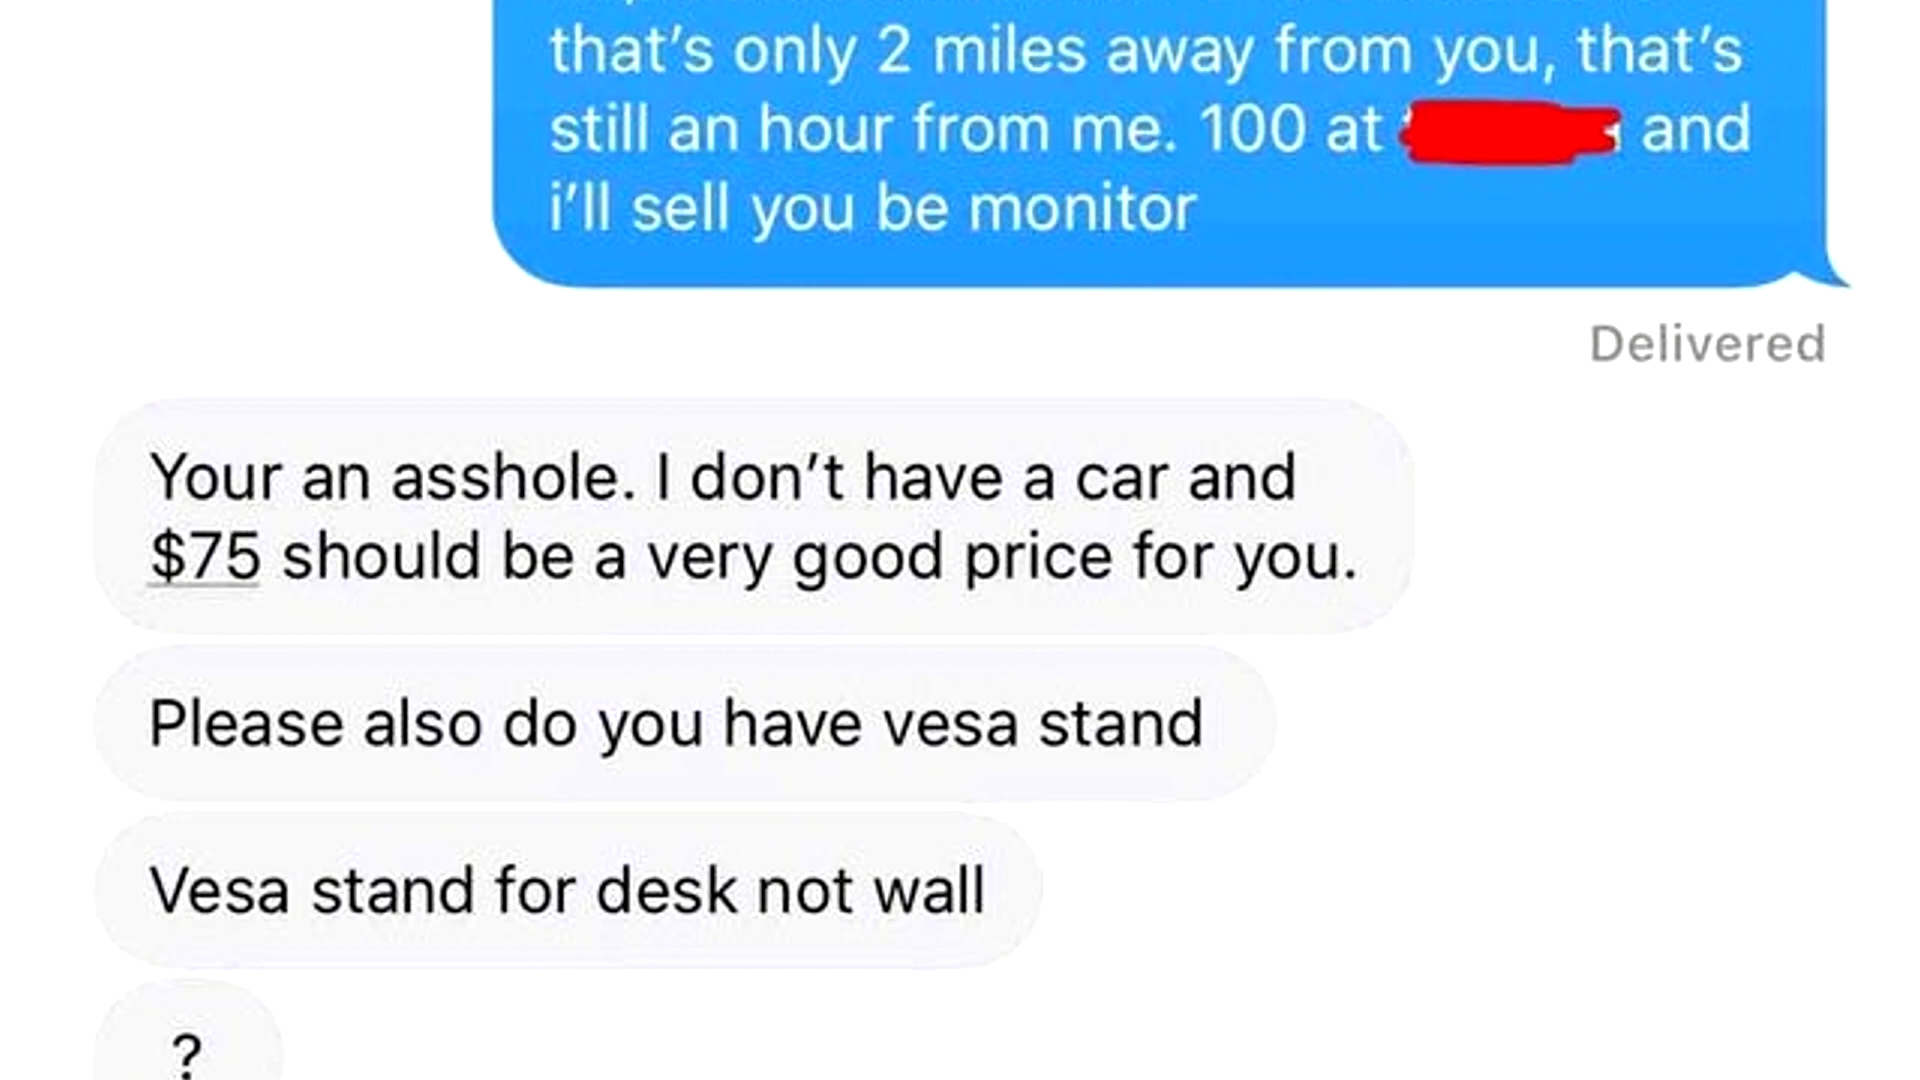 that's only 2 miles away from you, that's
still an hour from me. 100 at and
i'll sell you be monitor
Delivered
Your an asshole. I don't have a car and
$75 should be a very good price for you.
Please also do you have vesa stand
Vesa stand for desk not wall
?